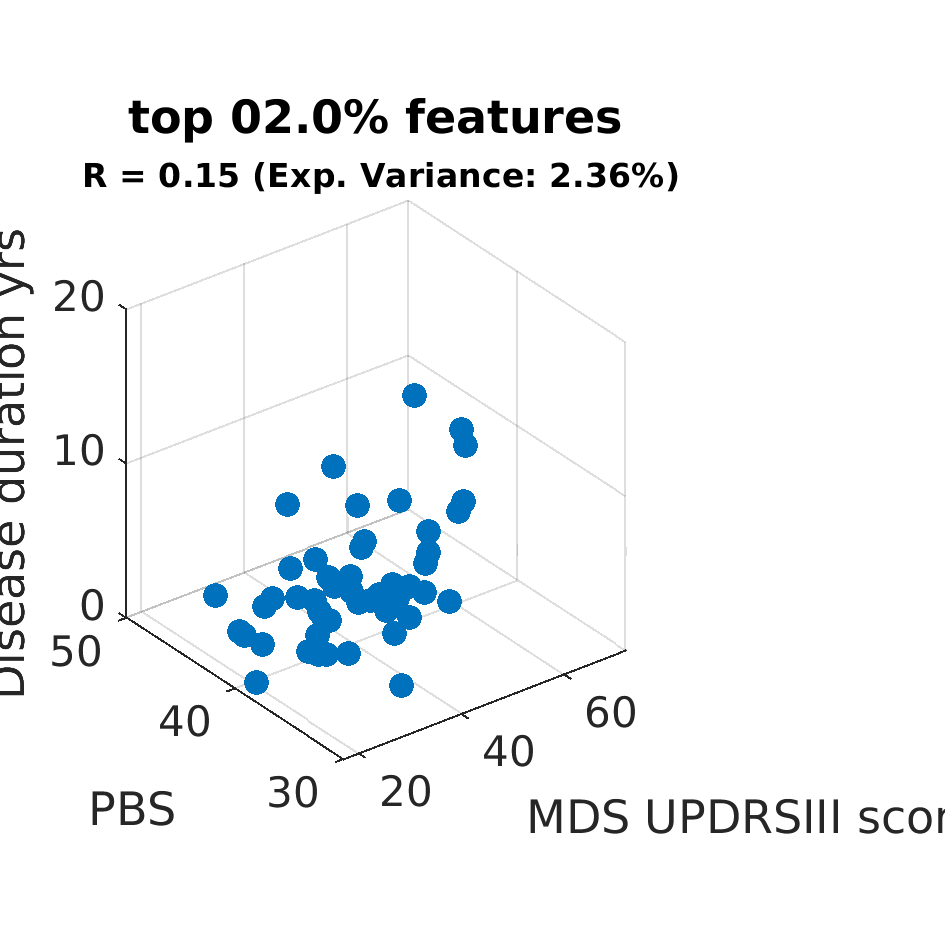 top 02.0% features
R = 0.15 (Exp. Variance: 2.36%)
Disease duration yrs
20
10
0
50
40
30
PBS
20
40
60
MDS UPDRSIII scor